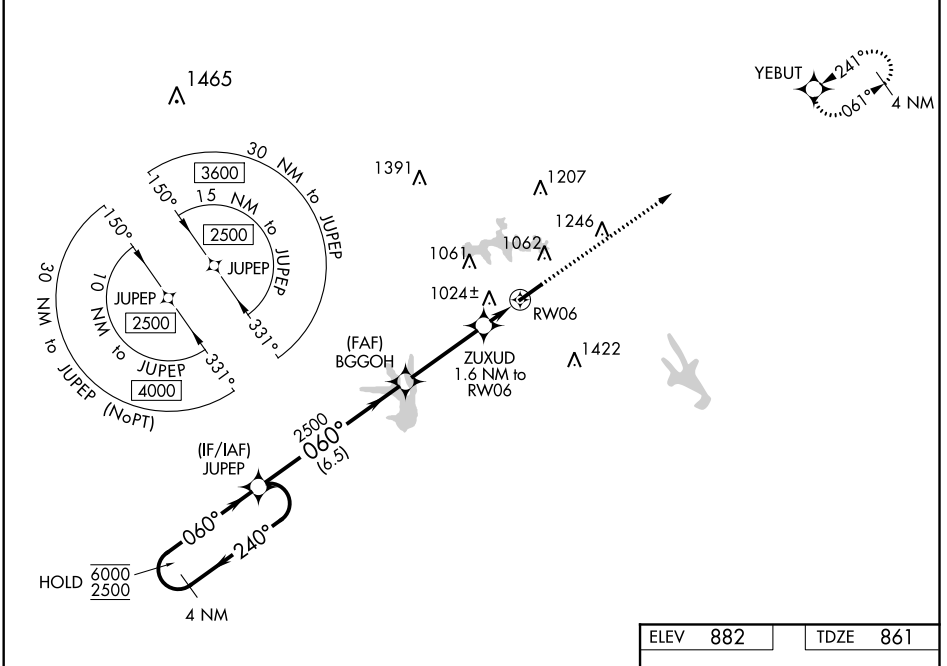 1465
YEBUT
241°
061°
4 NM
30 NM to JUPEP
3600
150°
15 NM to JUPEP
2500
JUPEP
331°
1391
1207
1246
1061
1062
1024±
RW06
30 NM to JUPEP (NoPT)
150°
10 NM to JUPEP
JUPEP
2500
4000
331°
(FAF)
BGGOH
ZUXUD
1.6 NM to
RW06
1422
2500
060°
(6.5)
(IF/IAF)
JUPEP
060°
240°
HOLD
6000
2500
4 NM
ELEV 882
TDZE 861